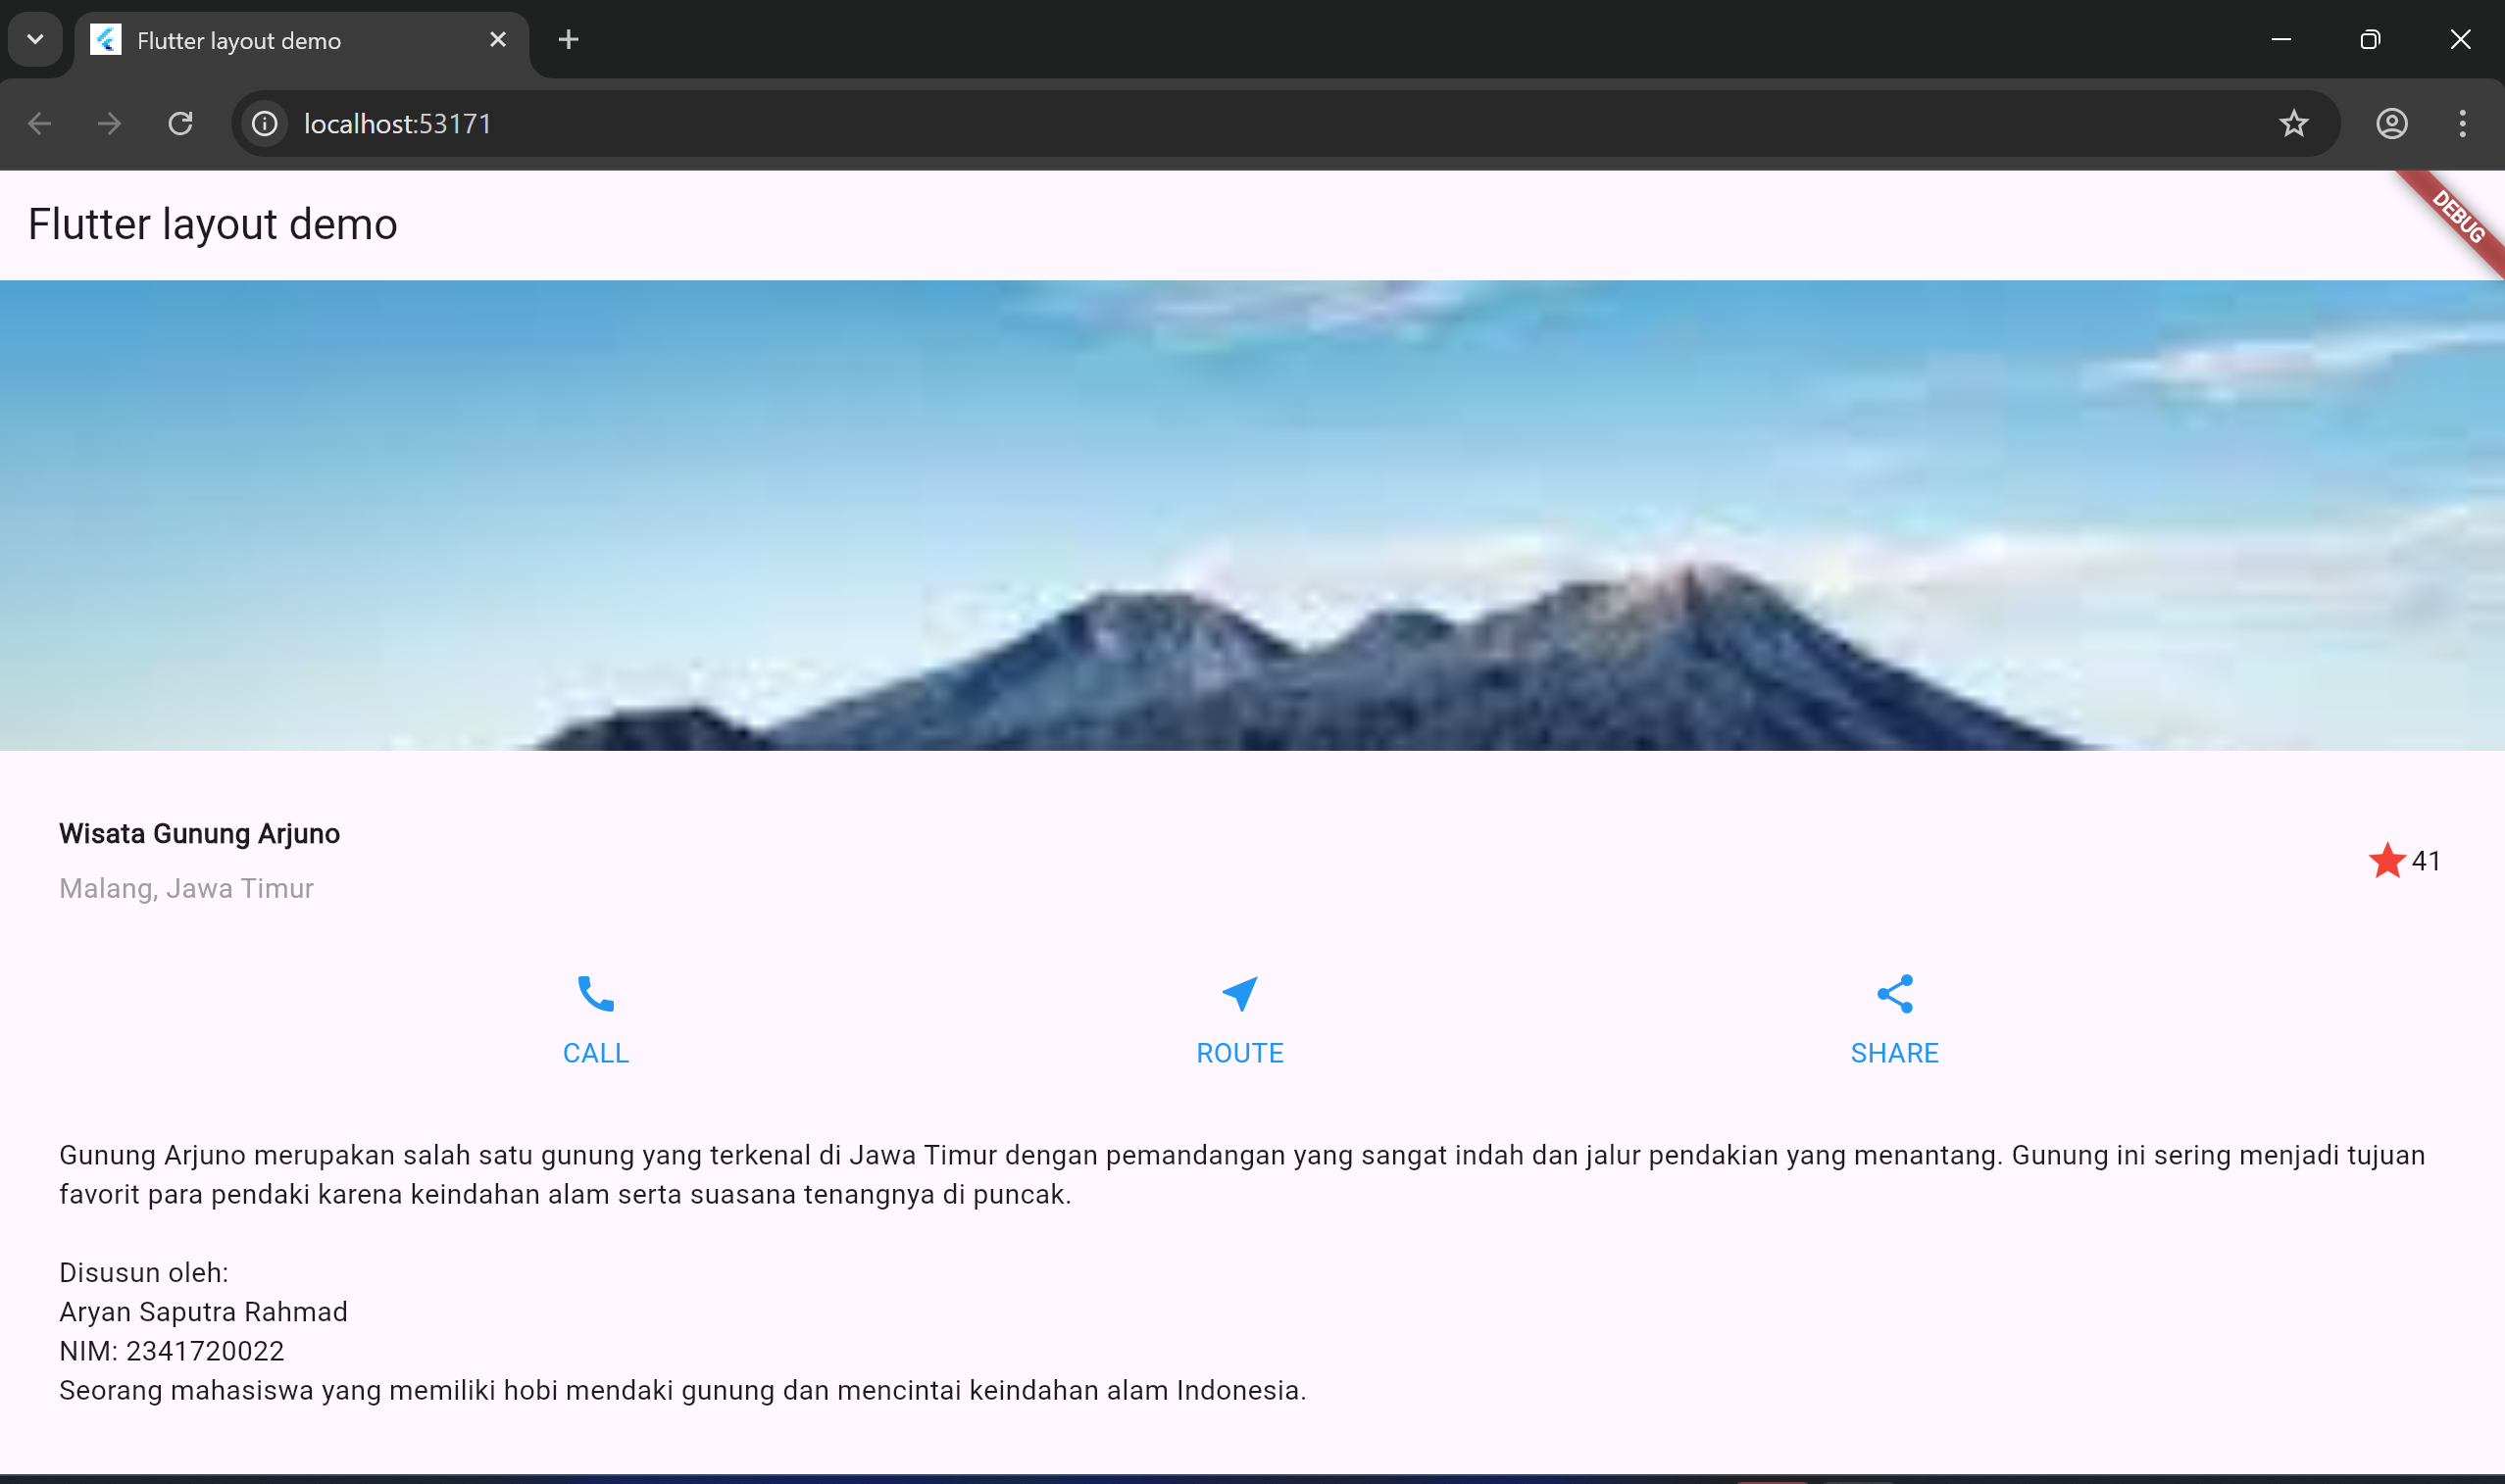 Flutter layout demo
localhost:53171
Flutter layout demo
DEBUG
Wisata Gunung Arjuno
Malang, Jawa Timur
41
CALL
ROUTE
SHARE
Gunung Arjuno merupakan salah satu gunung yang terkenal di Jawa Timur dengan pemandangan yang sangat indah dan jalur pendakian yang menantang. Gunung ini sering menjadi tujuan
favorit para pendaki karena keindahan alam serta suasana tenangnya di puncak.
Disusun oleh:
Aryan Saputra Rahmad
NIM: 2341720022
Seorang mahasiswa yang memiliki hobi mendaki gunung dan mencintai keindahan alam Indonesia.